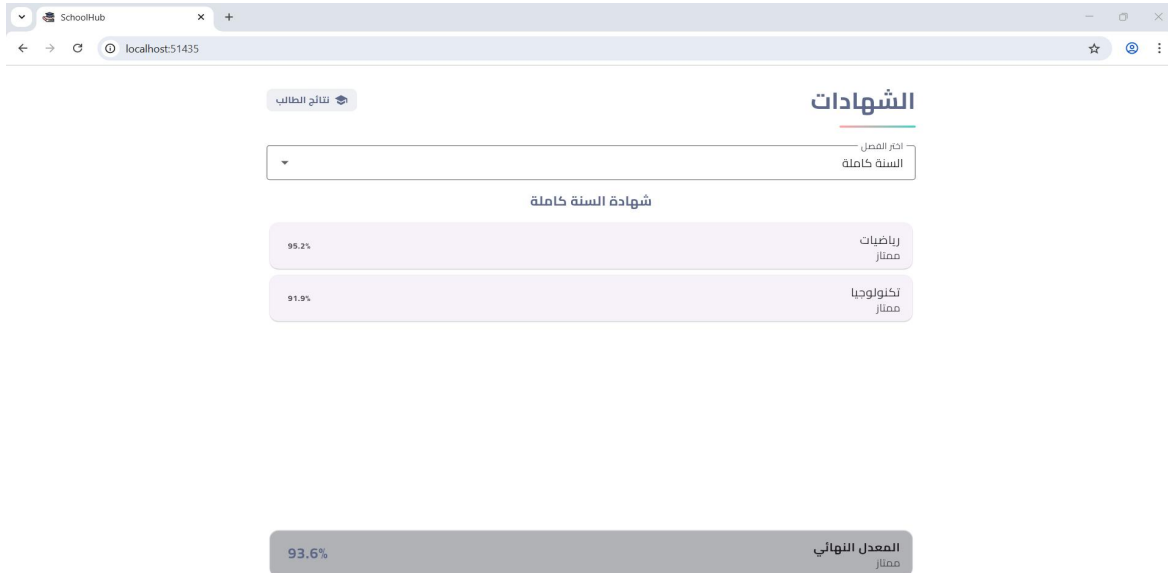 SchoolHub
localhost:51435
الشهادات
نتائج الطالب
اختر الفصل
السنة كاملة
شهادة السنة كاملة
رياضيات
ممتاز
95.2%
تكنولوجيا
ممتاز
91.9%
المعدل النهائي
ممتاز
93.6%